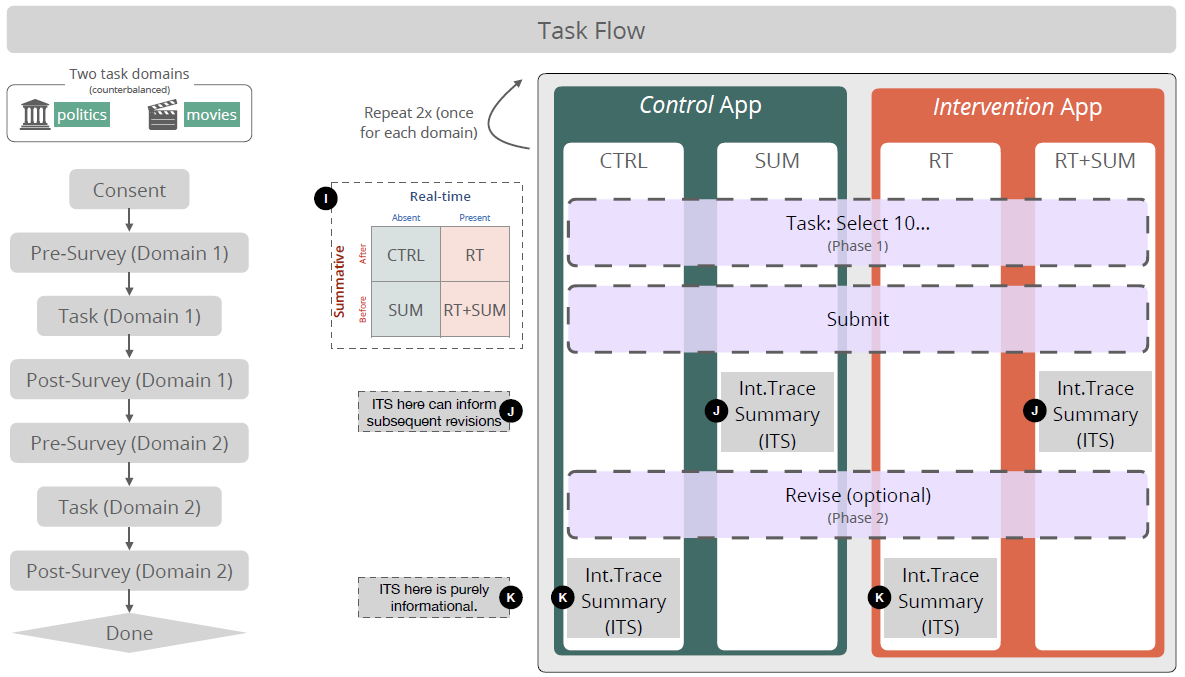 Task Flow
Two task domains
(counterbalanced)
politics
movies
Consent
Pre-Survey (Domain 1)
Task (Domain 1)
Post-Survey (Domain 1)
Pre-Survey (Domain 2)
Task (Domain 2)
Post-Survey (Domain 2)
Done
Repeat 2x (once
for each domain)
I
Real-time
Absent
Present
Summative
After
Before
CTRL
RT
SUM
RT+SUM
ITS here can inform
subsequent revisions
J
ITS here is purely
informational.
K
Control App
Intervention App
CTRL
SUM
RT
RT+SUM
Task: Select 10...
(Phase 1)
Submit
J
Int.Trace
Summary
(ITS)
J
Int.Trace
Summary
(ITS)
Revise (optional)
(Phase 2)
K
Int.Trace
Summary
(ITS)
K
Int.Trace
Summary
(ITS)